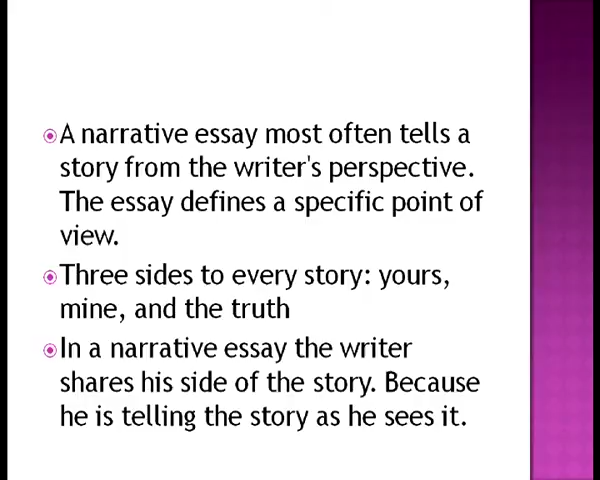 A narrative essay most often tells a
story from the writer's perspective.
The essay defines a specific point of
view.
Three sides to every story: yours,
mine, and the truth
In a narrative essay the writer
shares his side of the story. Because
he is telling the story as he sees it.